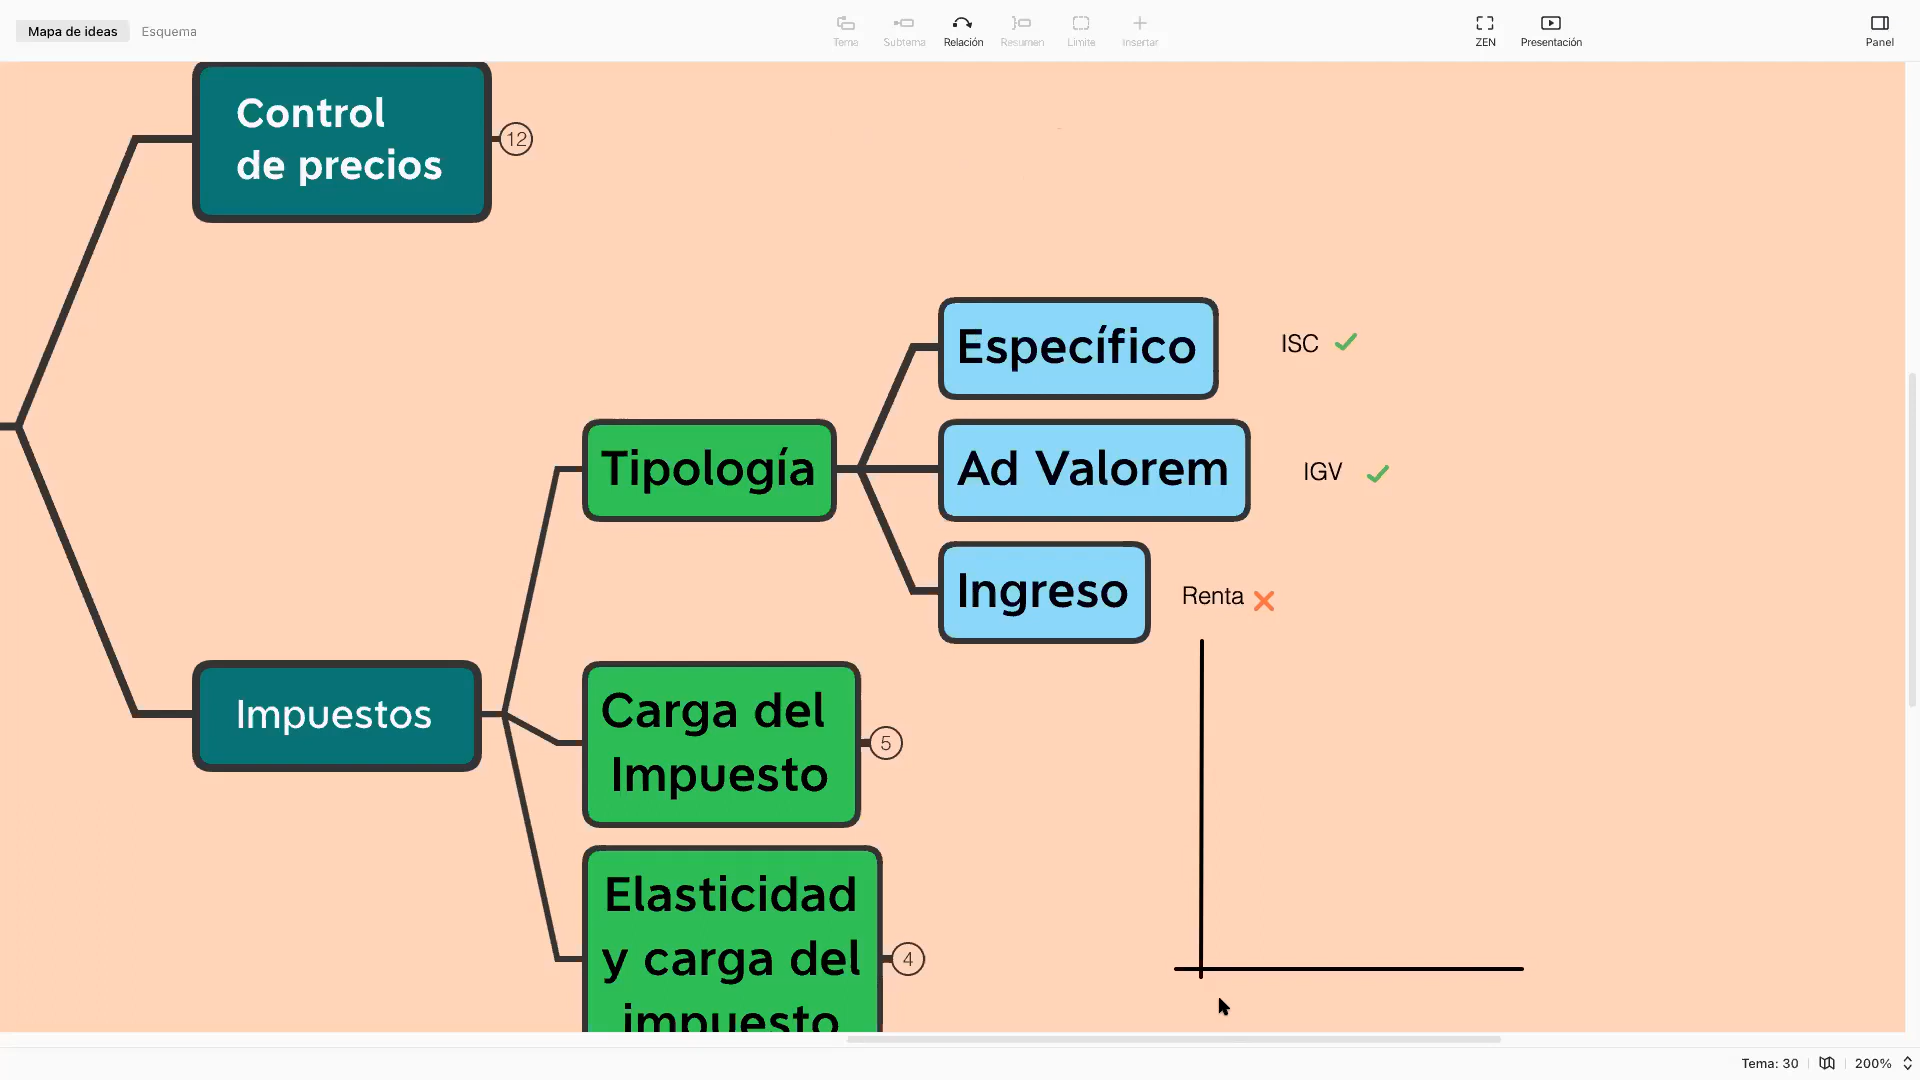 Mapa de ideas
Esquema
Tema
Subtema
Relación
Resumen
Límite
Insertar
ZEN
Presentación
Panel
Control
de precios
12
Específico
ISC
Tipología
Ad Valorem
IGV
Ingreso
Renta
Impuestos
Carga del
Impuesto
5
Elasticidad
y carga del
impuesto
4
Tema: 30
200%